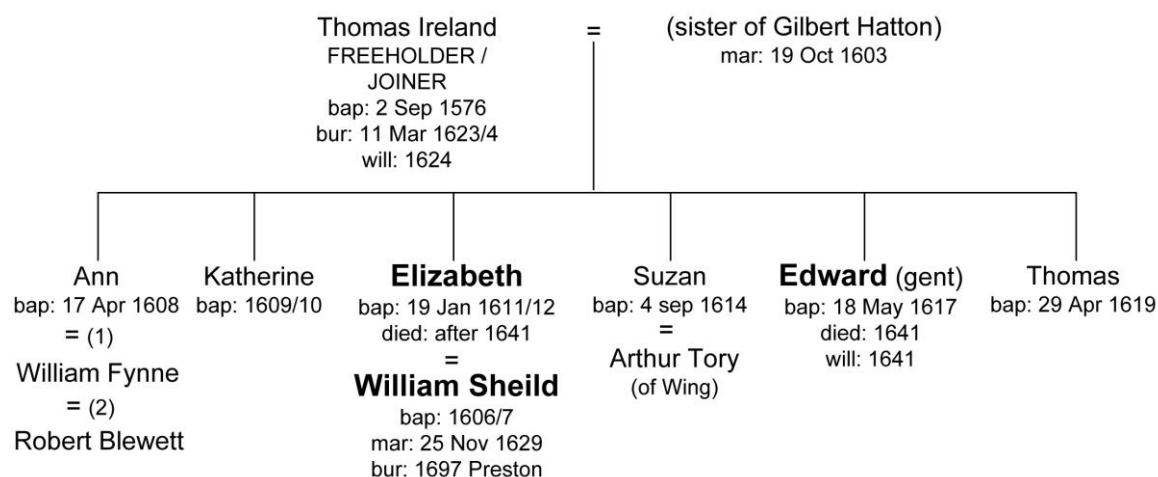 Thomas Ireland = (sister of Gilbert Hatton)
FREEHOLDER / mar: 19 Oct 1603
JOINER
bap: 2 Sep 1576
bur: 11 Mar 1623/4
will: 1624
Ann
bap: 17 Apr 1608
= (1)
William Fynne
= (2)
Robert Blewett
Katherine
bap: 1609/10
Elizabeth
bap: 19 Jan 1611/12
died: after 1641
=
William Sheild
bap: 1606/7
mar: 25 Nov 1629
bur: 1697 Preston
Suzan
bap: 4 sep 1614
=
Arthur Tory
(of Wing)
Edward (gent)
bap: 18 May 1617
died: 1641
will: 1641
Thomas
bap: 29 Apr 1619